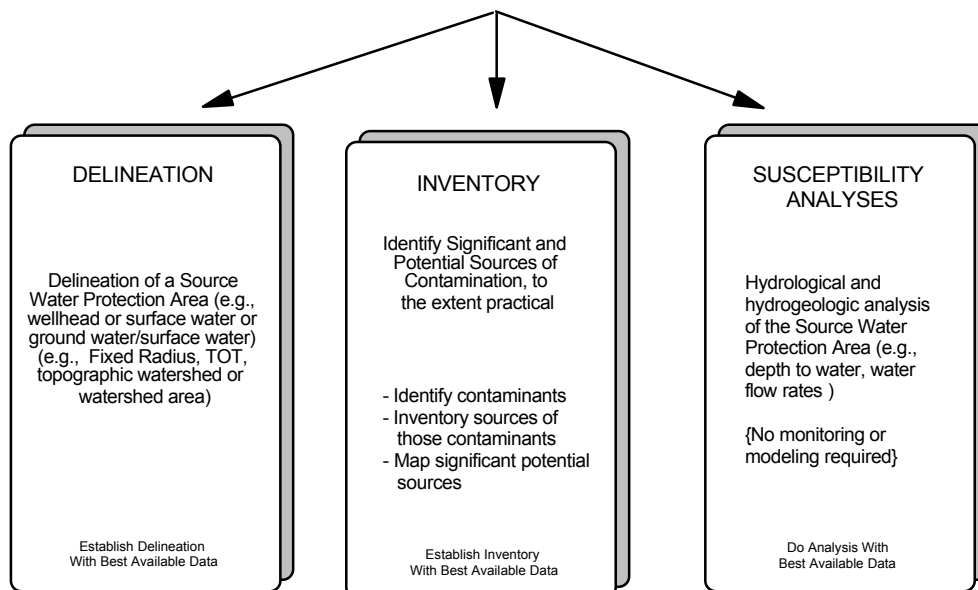 DELINEATION
Delineation of a Source
Water Protection Area (e.g.,
wellhead or surface water or
ground water/surface water)
(e.g., Fixed Radius, TOT,
topographic watershed or
watershed area)
Establish Delineation
With Best Available Data
INVENTORY
Identify Significant and
Potential Sources of
Contamination, to
the extent practical
- Identify contaminants
- Inventory sources of
those contaminants
- Map significant potential
sources
Establish Inventory
With Best Available Data
SUSCEPTIBILITY
ANALYSES
Hydrological and
hydrogeologic analysis
of the Source Water
Protection Area (e.g.,
depth to water, water
flow rates )
{No monitoring or
modeling required}
Do Analysis With
Best Available Data